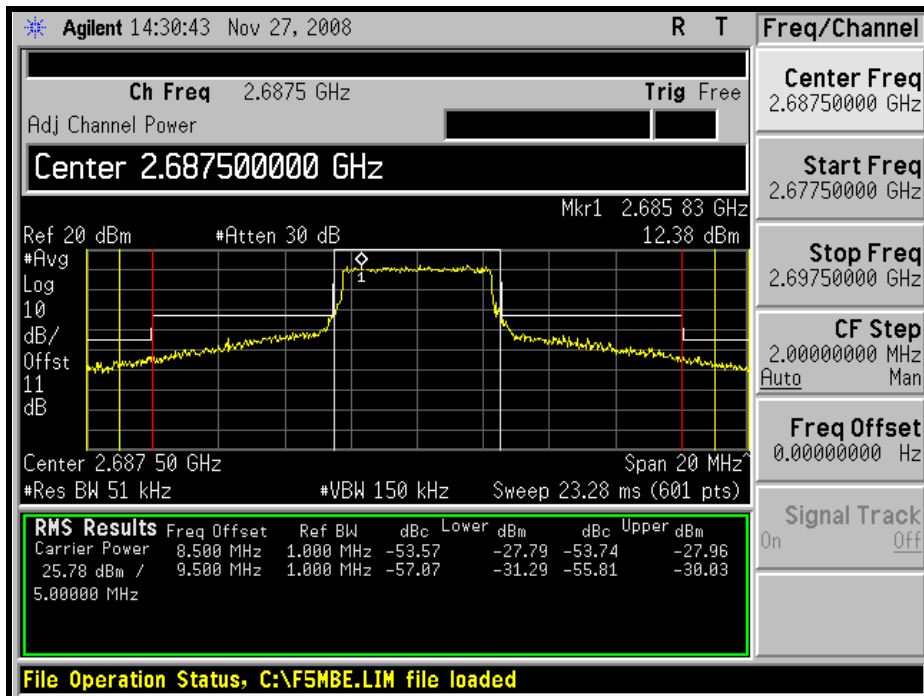 Agilent 14:30:43 Nov 27, 2008 R T
Freq/Channel
Ch Freq 2.6875 GHz Trig Free
Adj Channel Power
Center 2.687500000 GHz
Mkr1 2.685 83 GHz
Ref 20 dBm #Atten 30 dB 12.38 dBm
#Avg
Log
10
dB/
Offst
11
dB
1
Center 2.687 50 GHz Span 20 MHz^
#Res BW 51 kHz #VBW 150 kHz Sweep 23.28 ms (601 pts)
RMS Results Freq Offset Ref BW dBc Lower dBm dBc Upper dBm
Carrier Power 8.500 MHz 1.000 MHz -53.57 -27.79 -53.74 -27.96
25.78 dBm / 9.500 MHz 1.000 MHz -57.07 -31.29 -55.81 -30.03
5.00000 MHz
File Operation Status, C:\F5MBE.LIM file loaded
Center Freq
2.68750000 GHz
Start Freq
2.67750000 GHz
Stop Freq
2.69750000 GHz
CF Step
2.00000000 MHz
Auto Man
Freq Offset
0.00000000 Hz
Signal Track
On Off